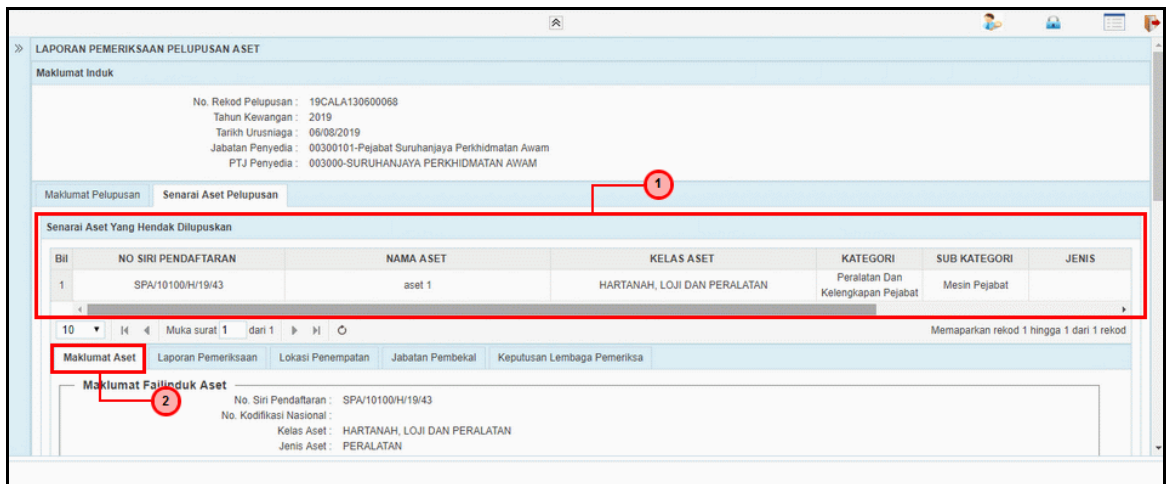 LAPORAN PEMERIKSAAN PELUPUSAN ASET
Maklumat Induk
No. Rekod Pelupusan : 19CALA130600068
Tahun Kewangan : 2019
Tarikh Urusniaga : 06/08/2019
Jabatan Penyedia : 00300101-Pejabat Suruhanjaya Perkhidmatan Awam
PTJ Penyedia : 003000-SURUHANJAYA PERKHIDMATAN AWAM
Maklumat Pelupusan Senarai Aset Pelupusan
1
Senarai Aset Yang Hendak Dilupuskan
Bil NO SIRI PENDAFTARAN NAMA ASET KELAS ASET KATEGORI SUB KATEGORI JENIS
1 SPA/10100/H/19/43 aset 1 HARTANAH, LOJI DAN PERALATAN Peralatan Dan Kelengkapan Pejabat Mesin Pejabat
10 Muka surat 1 dari 1 Memaparkan rekod 1 hingga 1 dari 1 rekod
Maklumat Aset Laporan Pemeriksaan Lokasi Penempatan Jabatan Pembekal Keputusan Lembaga Pemeriksa
Maklumat Failinduk Aset
2
No. Siri Pendaftaran : SPA/10100/H/19/43
No. Kodifikasi Nasional :
Kelas Aset : HARTANAH, LOJI DAN PERALATAN
Jenis Aset : PERALATAN